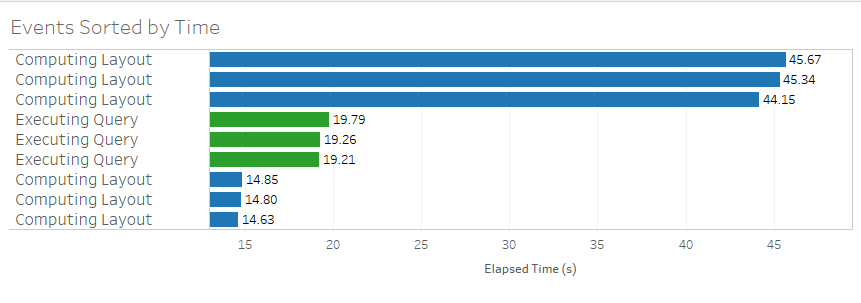 Events Sorted by Time
Computing Layout 45.67
Computing Layout 45.34
Computing Layout 44.15
Executing Query 19.79
Executing Query 19.26
Executing Query 19.21
Computing Layout 14.85
Computing Layout 14.80
Computing Layout 14.63
15 20 25 30 35 40 45
Elapsed Time (s)